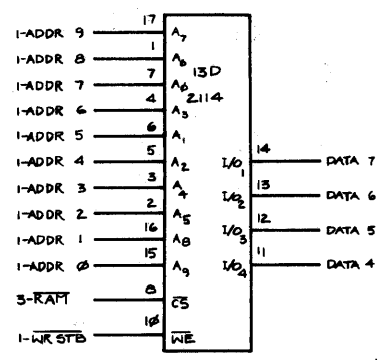 1-ADDR 9 17 A7
1-ADDR 8 1 A6
13D
1-ADDR 7 7 AØ
2114
1-ADDR 6 4 A3
1-ADDR 5 6 A1
1-ADDR 4 5 A2 I/O1 14 DATA 7
1-ADDR 3 3 A4 I/O2 13 DATA 6
1-ADDR 2 2 A5 I/O3 12 DATA 5
1-ADDR 1 16 A8
1-ADDR Ø 15 A9 I/O4 11 DATA 4
3-RAM 8 CS
1-WR STB 1Ø WE